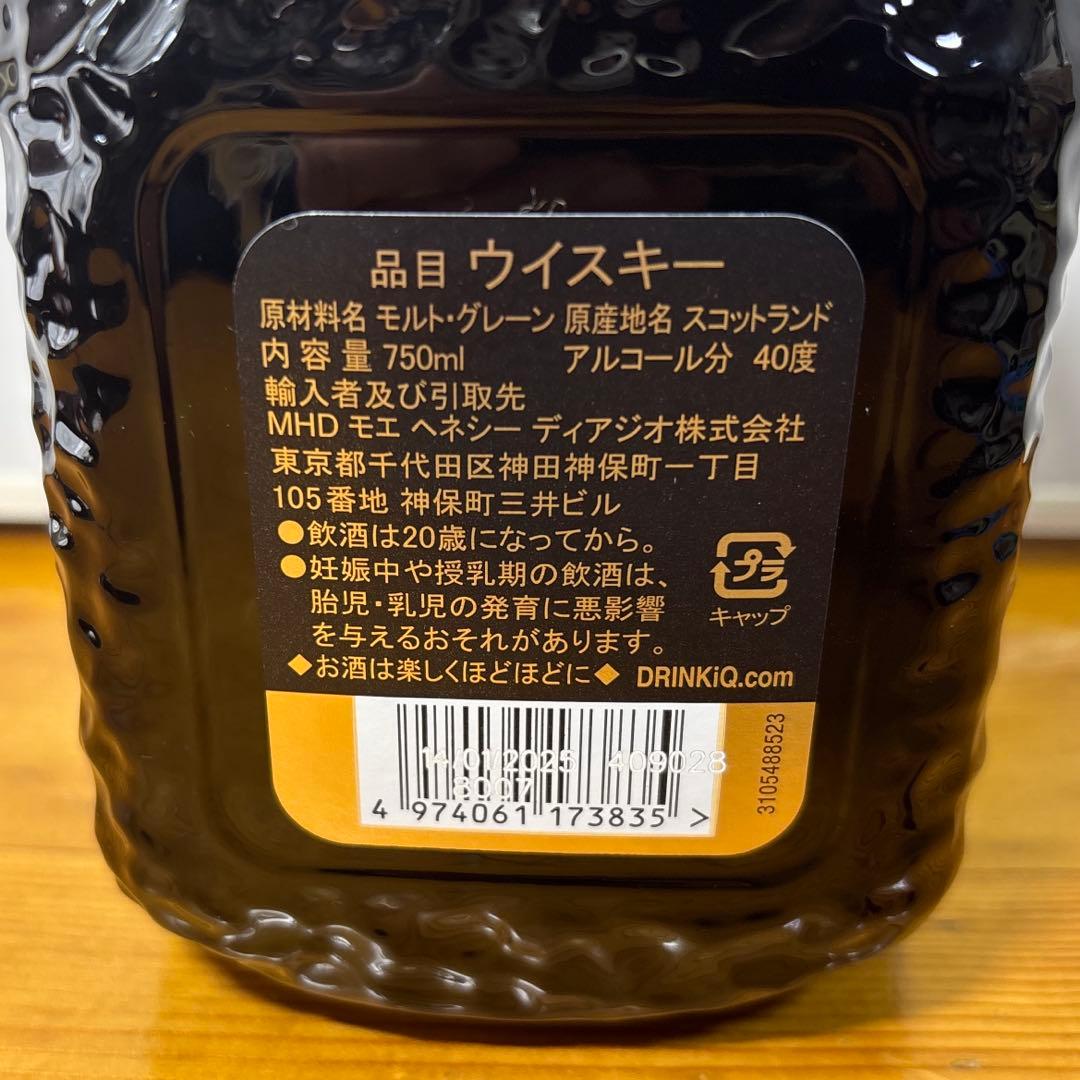 品目 ウイスキー
原材料名 モルト・グレーン 原産地名 スコットランド
内容量 750ml アルコール分 40度
輸入者及び引取先
MHD モエ ヘネシー ディアジオ株式会社
東京都千代田区神田神保町一丁目
105番地 神保町三井ビル
●飲酒は20歳になってから。
●妊娠中や授乳期の飲酒は、
胎児・乳児の発育に悪影響
を与えるおそれがあります。
プラ
キャップ
◆お酒は楽しくほどほどに◆ DRINKiQ.com
14/01/2025 409028
8007
4 974061 173835 >
3105488523